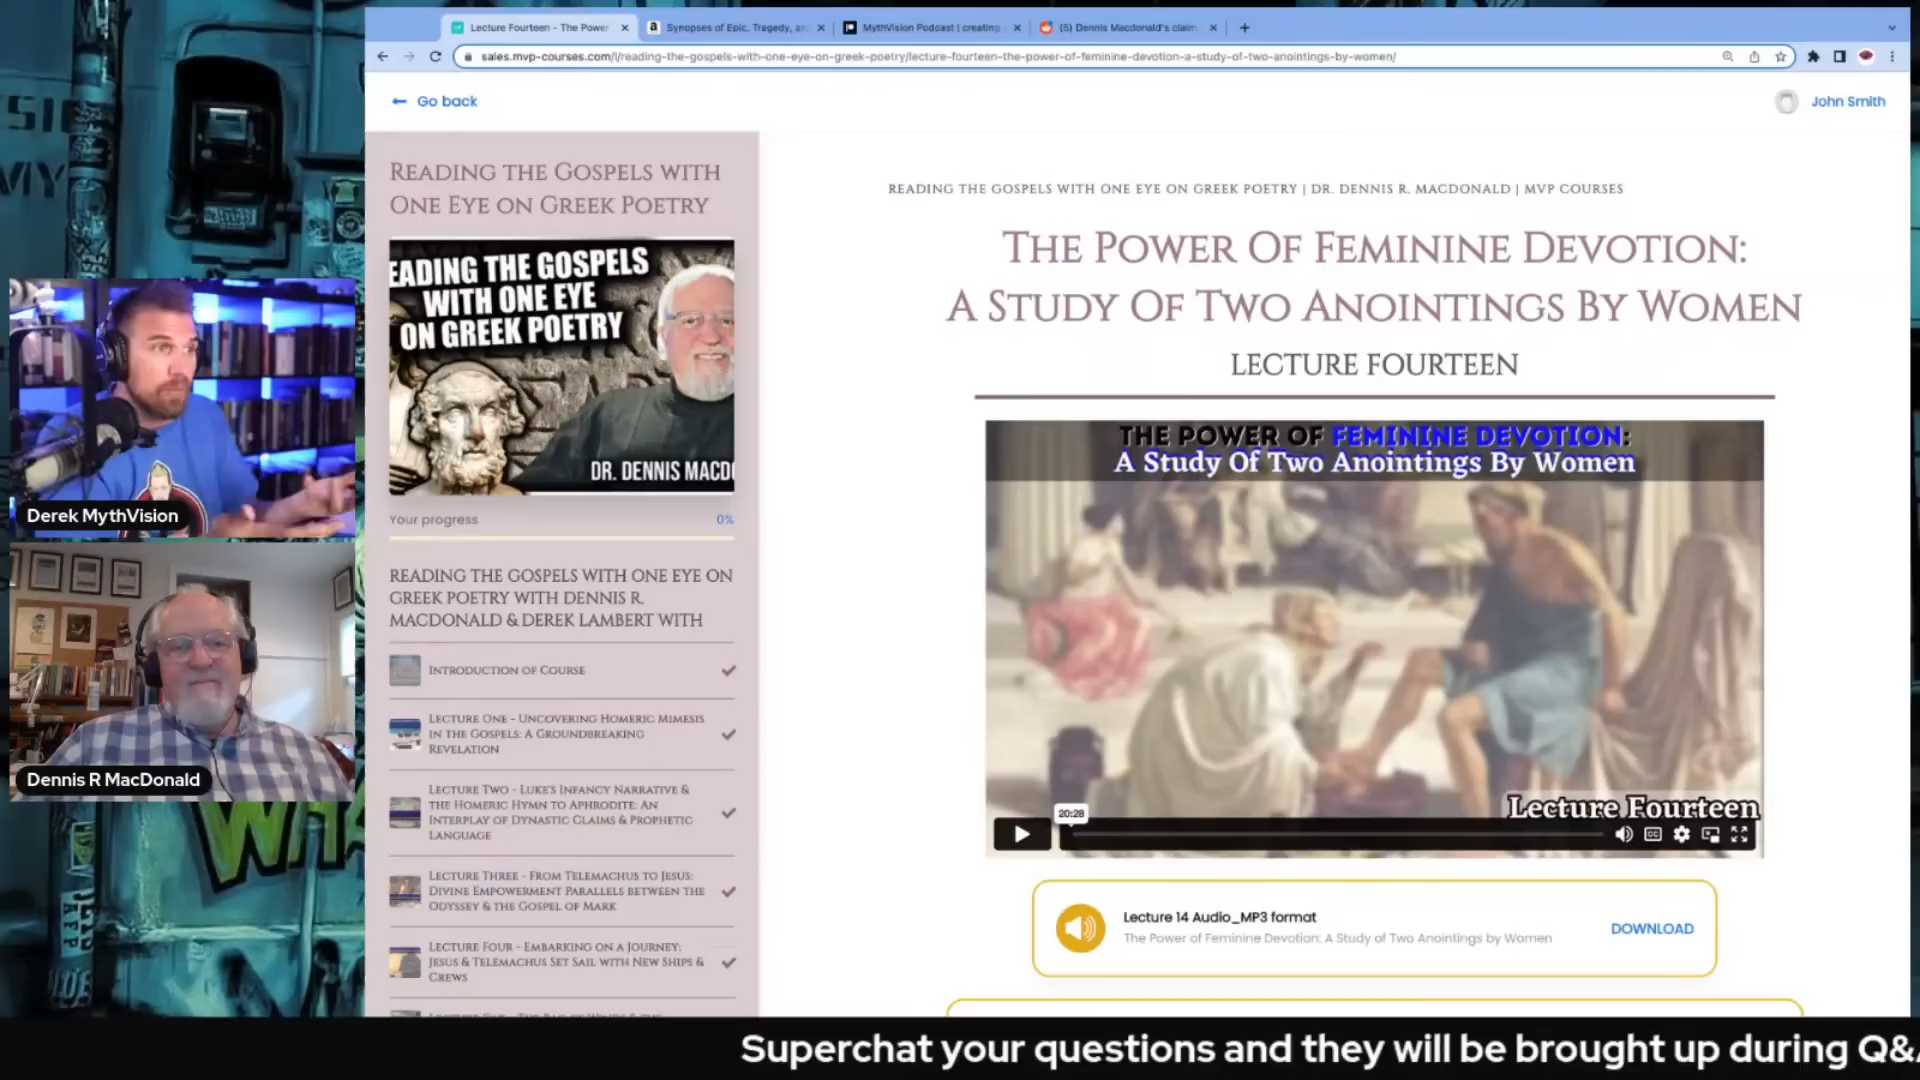 Lecture Fourteen - The Power
Synopses of Epic, Tragedy, an
MythVision Podcast | creating
(5) Dennis Macdonald's claim
sales.mvp-courses.com/l/reading-the-gospels-with-one-eye-on-greek-poetry/lecture-fourteen-the-power-of-feminine-devotion-a-study-of-two-anointings-by-women/
Go back
John Smith
READING THE GOSPELS WITH
ONE EYE ON GREEK POETRY
EADING THE GOSPELS
WITH ONE EYE
ON GREEK POETRY
DR. DENNIS MACD
Your progress
0%
READING THE GOSPELS WITH ONE EYE ON
GREEK POETRY WITH DENNIS R.
MACDONALD & DEREK LAMBERT WITH
INTRODUCTION OF COURSE
LECTURE ONE - UNCOVERING HOMERIC MIMESIS
IN THE GOSPELS: A GROUNDBREAKING
REVELATION
LECTURE TWO - LUKE'S INFANCY NARRATIVE &
THE HOMERIC HYMN TO APHRODITE: AN
INTERPLAY OF DYNASTIC CLAIMS & PROPHETIC
LANGUAGE
LECTURE THREE - FROM TELEMACHUS TO JESUS:
DIVINE EMPOWERMENT PARALLELS BETWEEN THE
ODYSSEY & THE GOSPEL OF MARK
LECTURE FOUR - EMBARKING ON A JOURNEY:
JESUS & TELEMACHUS SET SAIL WITH NEW SHIPS &
CREWS
READING THE GOSPELS WITH ONE EYE ON GREEK POETRY | DR. DENNIS R. MACDONALD | MVP COURSES
THE POWER OF FEMININE DEVOTION:
A STUDY OF TWO ANOINTINGS BY WOMEN
LECTURE FOURTEEN
THE POWER OF FEMININE DEVOTION:
A Study Of Two Anointings By Women
Lecture Fourteen
20:28
CC
Lecture 14 Audio_MP3 format
The Power of Feminine Devotion: A Study of Two Anointings by Women
DOWNLOAD
Derek MythVision
Dennis R MacDonald
WHA
Superchat your questions and they will be brought up during Q&